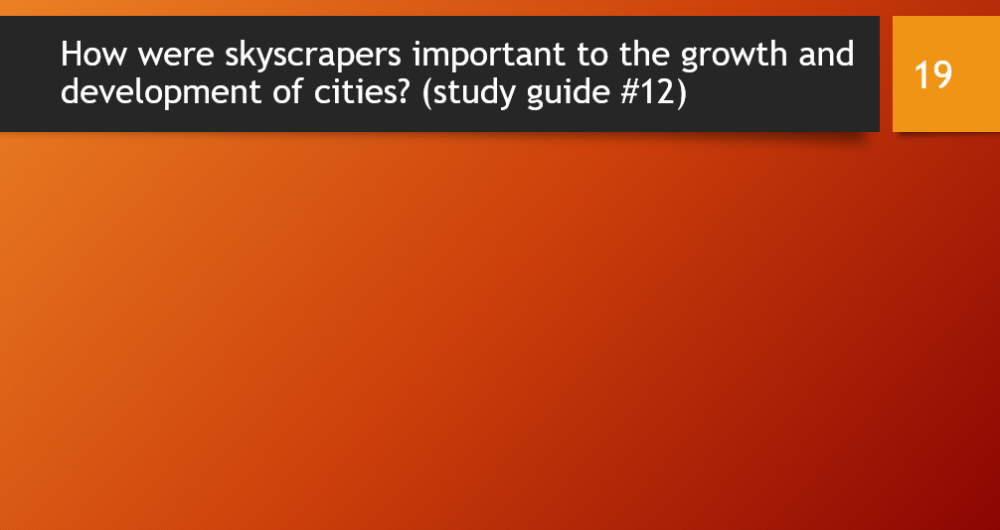 How were skyscrapers important to the growth and
development of cities? (study guide #12)
19